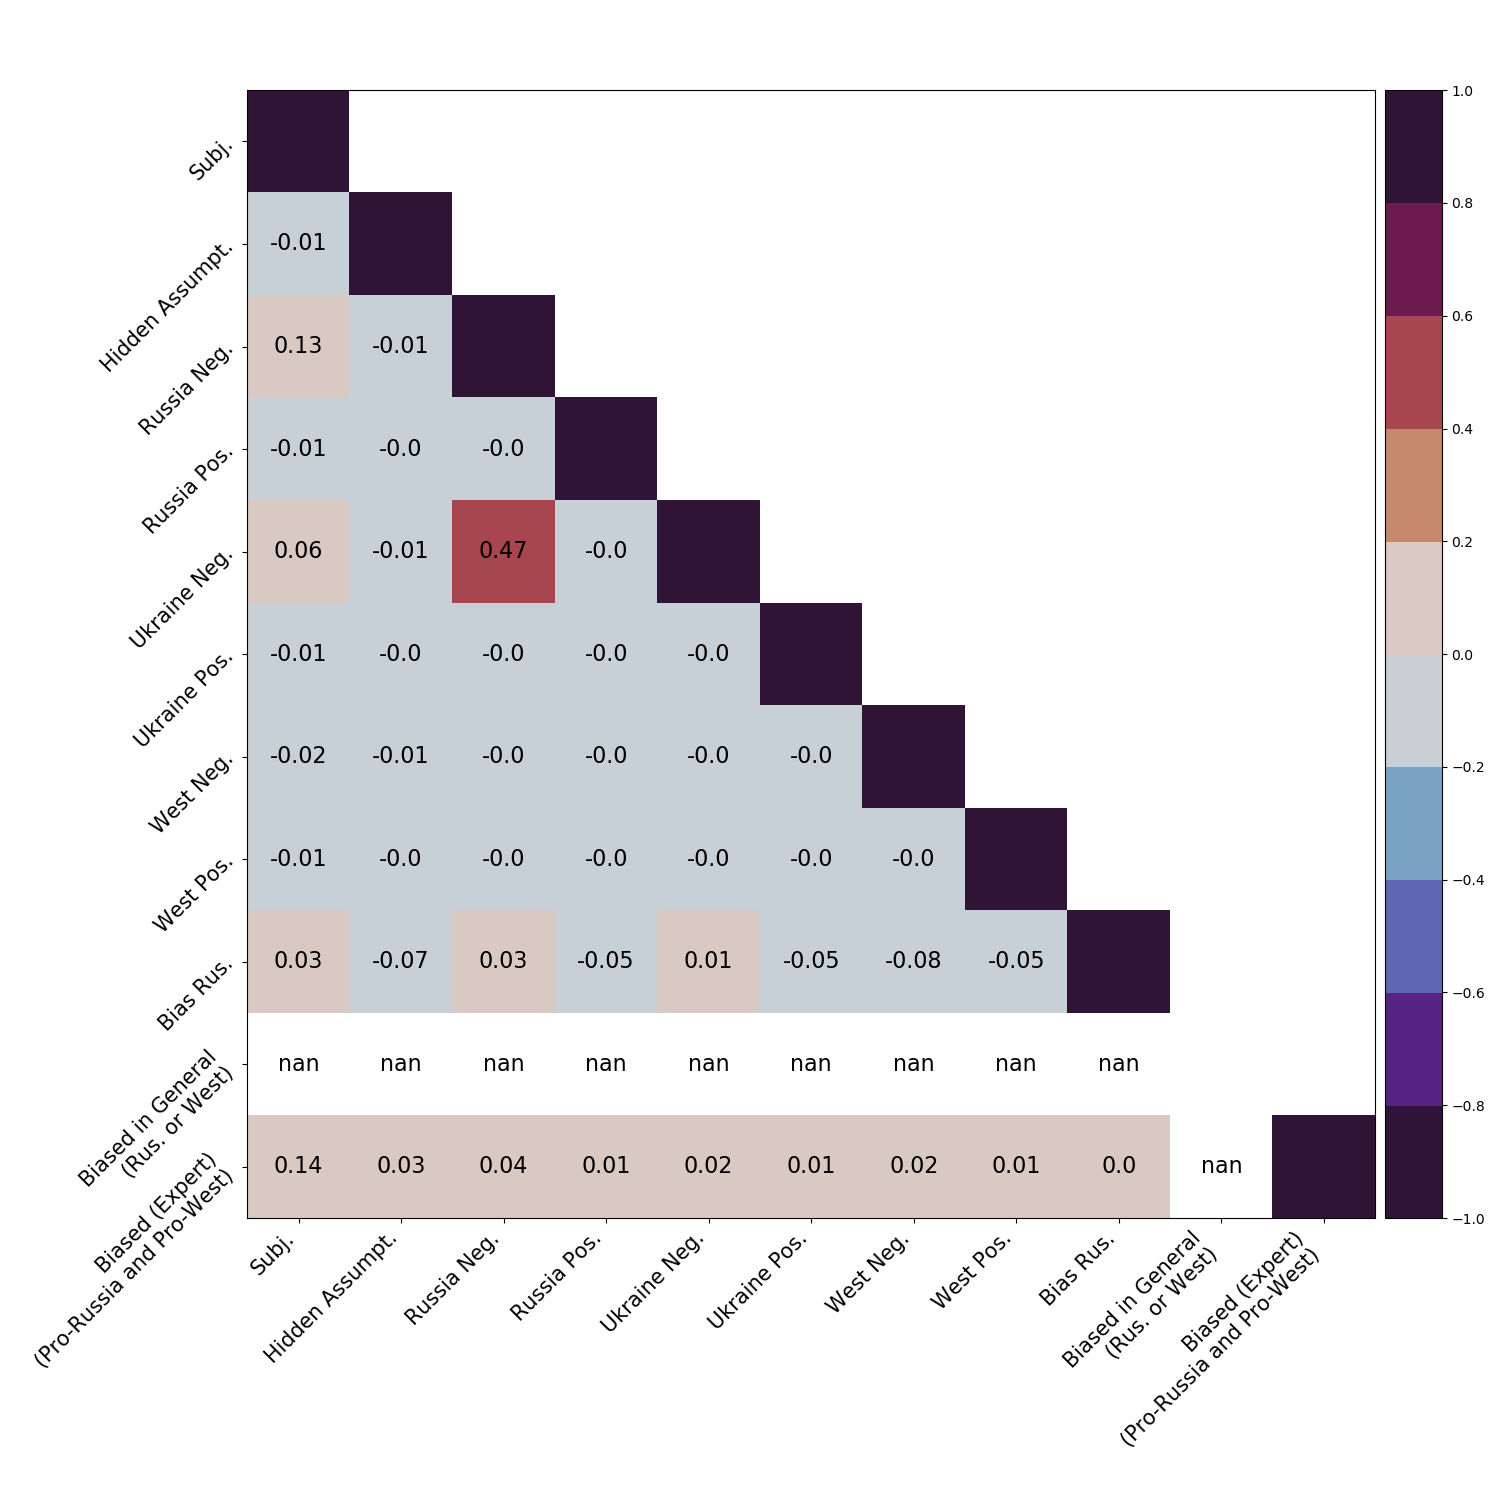 1.0
Subj.
0.8
Hidden Assumpt.
-0.01
Russia Neg.
0.13 -0.01
0.6
Russia Pos.
-0.01 -0.0 -0.0
0.4
Ukraine Neg.
0.06 -0.01 0.47 -0.0
0.2
Ukraine Pos.
-0.01 -0.0 -0.0 -0.0 -0.0
0.0
West Neg.
-0.02 -0.01 -0.0 -0.0 -0.0 -0.0
−0.2
West Pos.
-0.01 -0.0 -0.0 -0.0 -0.0 -0.0 -0.0
−0.4
Bias Rus.
0.03 -0.07 0.03 -0.05 0.01 -0.05 -0.08 -0.05
−0.6
Biased in General
(Rus. or West)
nan nan nan nan nan nan nan nan nan
−0.8
Biased (Expert)
(Pro-Russia and Pro-West)
0.14 0.03 0.04 0.01 0.02 0.01 0.02 0.01 0.0 nan
−1.0
Subj.
Hidden Assumpt.
Russia Neg.
Russia Pos.
Ukraine Neg.
Ukraine Pos.
West Neg.
West Pos.
Bias Rus.
Biased in General
(Rus. or West)
Biased (Expert)
(Pro-Russia and Pro-West)